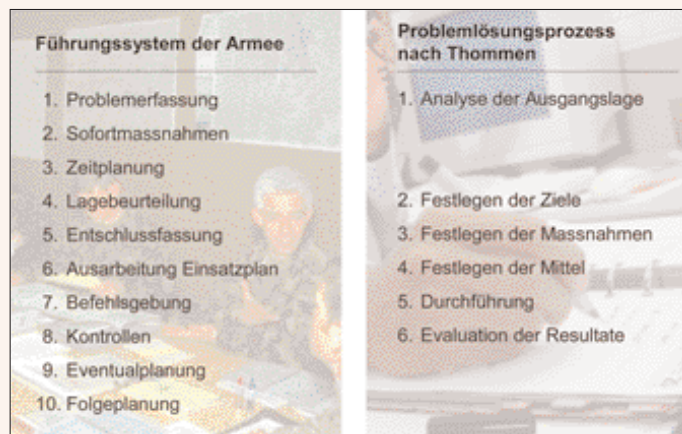 Führungssystem der Armee
1. Problemerfassung
2. Sofortmassnahmen
3. Zeitplanung
4. Lagebeurteilung
5. Entschlussfassung
6. Ausarbeitung Einsatzplan
7. Befehlsgebung
8. Kontrollen
9. Eventualplanung
10. Folgeplanung
Problemlösungsprozess
nach Thommen
1. Analyse der Ausgangslage
2. Festlegen der Ziele
3. Festlegen der Massnahmen
4. Festlegen der Mittel
5. Durchführung
6. Evaluation der Resultate